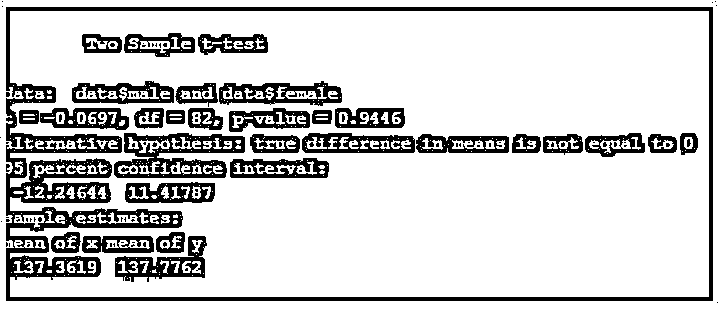 Two Sample t-test
data: data$male and data$female
t = -0.0697, df = 82, p-value = 0.9446
alternative hypothesis: true difference in means is not equal to 0
95 percent confidence interval:
-12.24644 11.41787
sample estimates:
mean of x mean of y
137.3619 137.7762